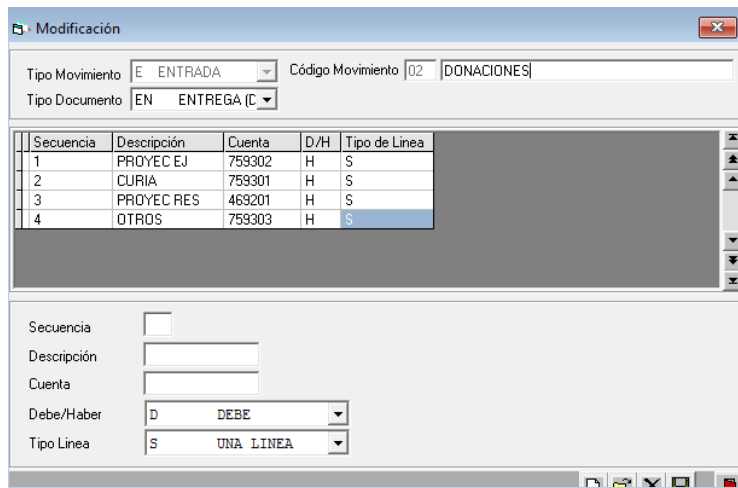 Modificación
Tipo Movimiento E ENTRADA Código Movimiento 02 DONACIONES
Tipo Documento EN ENTREGA (D
Secuencia Descripción Cuenta D/H Tipo de Linea
1 PROYEC EJ 759302 H S
2 CURIA 759301 H S
3 PROYEC RES 469201 H S
4 OTROS 759303 H S
Secuencia
Descripción
Cuenta
Debe/Haber D DEBE
Tipo Linea S UNA LINEA